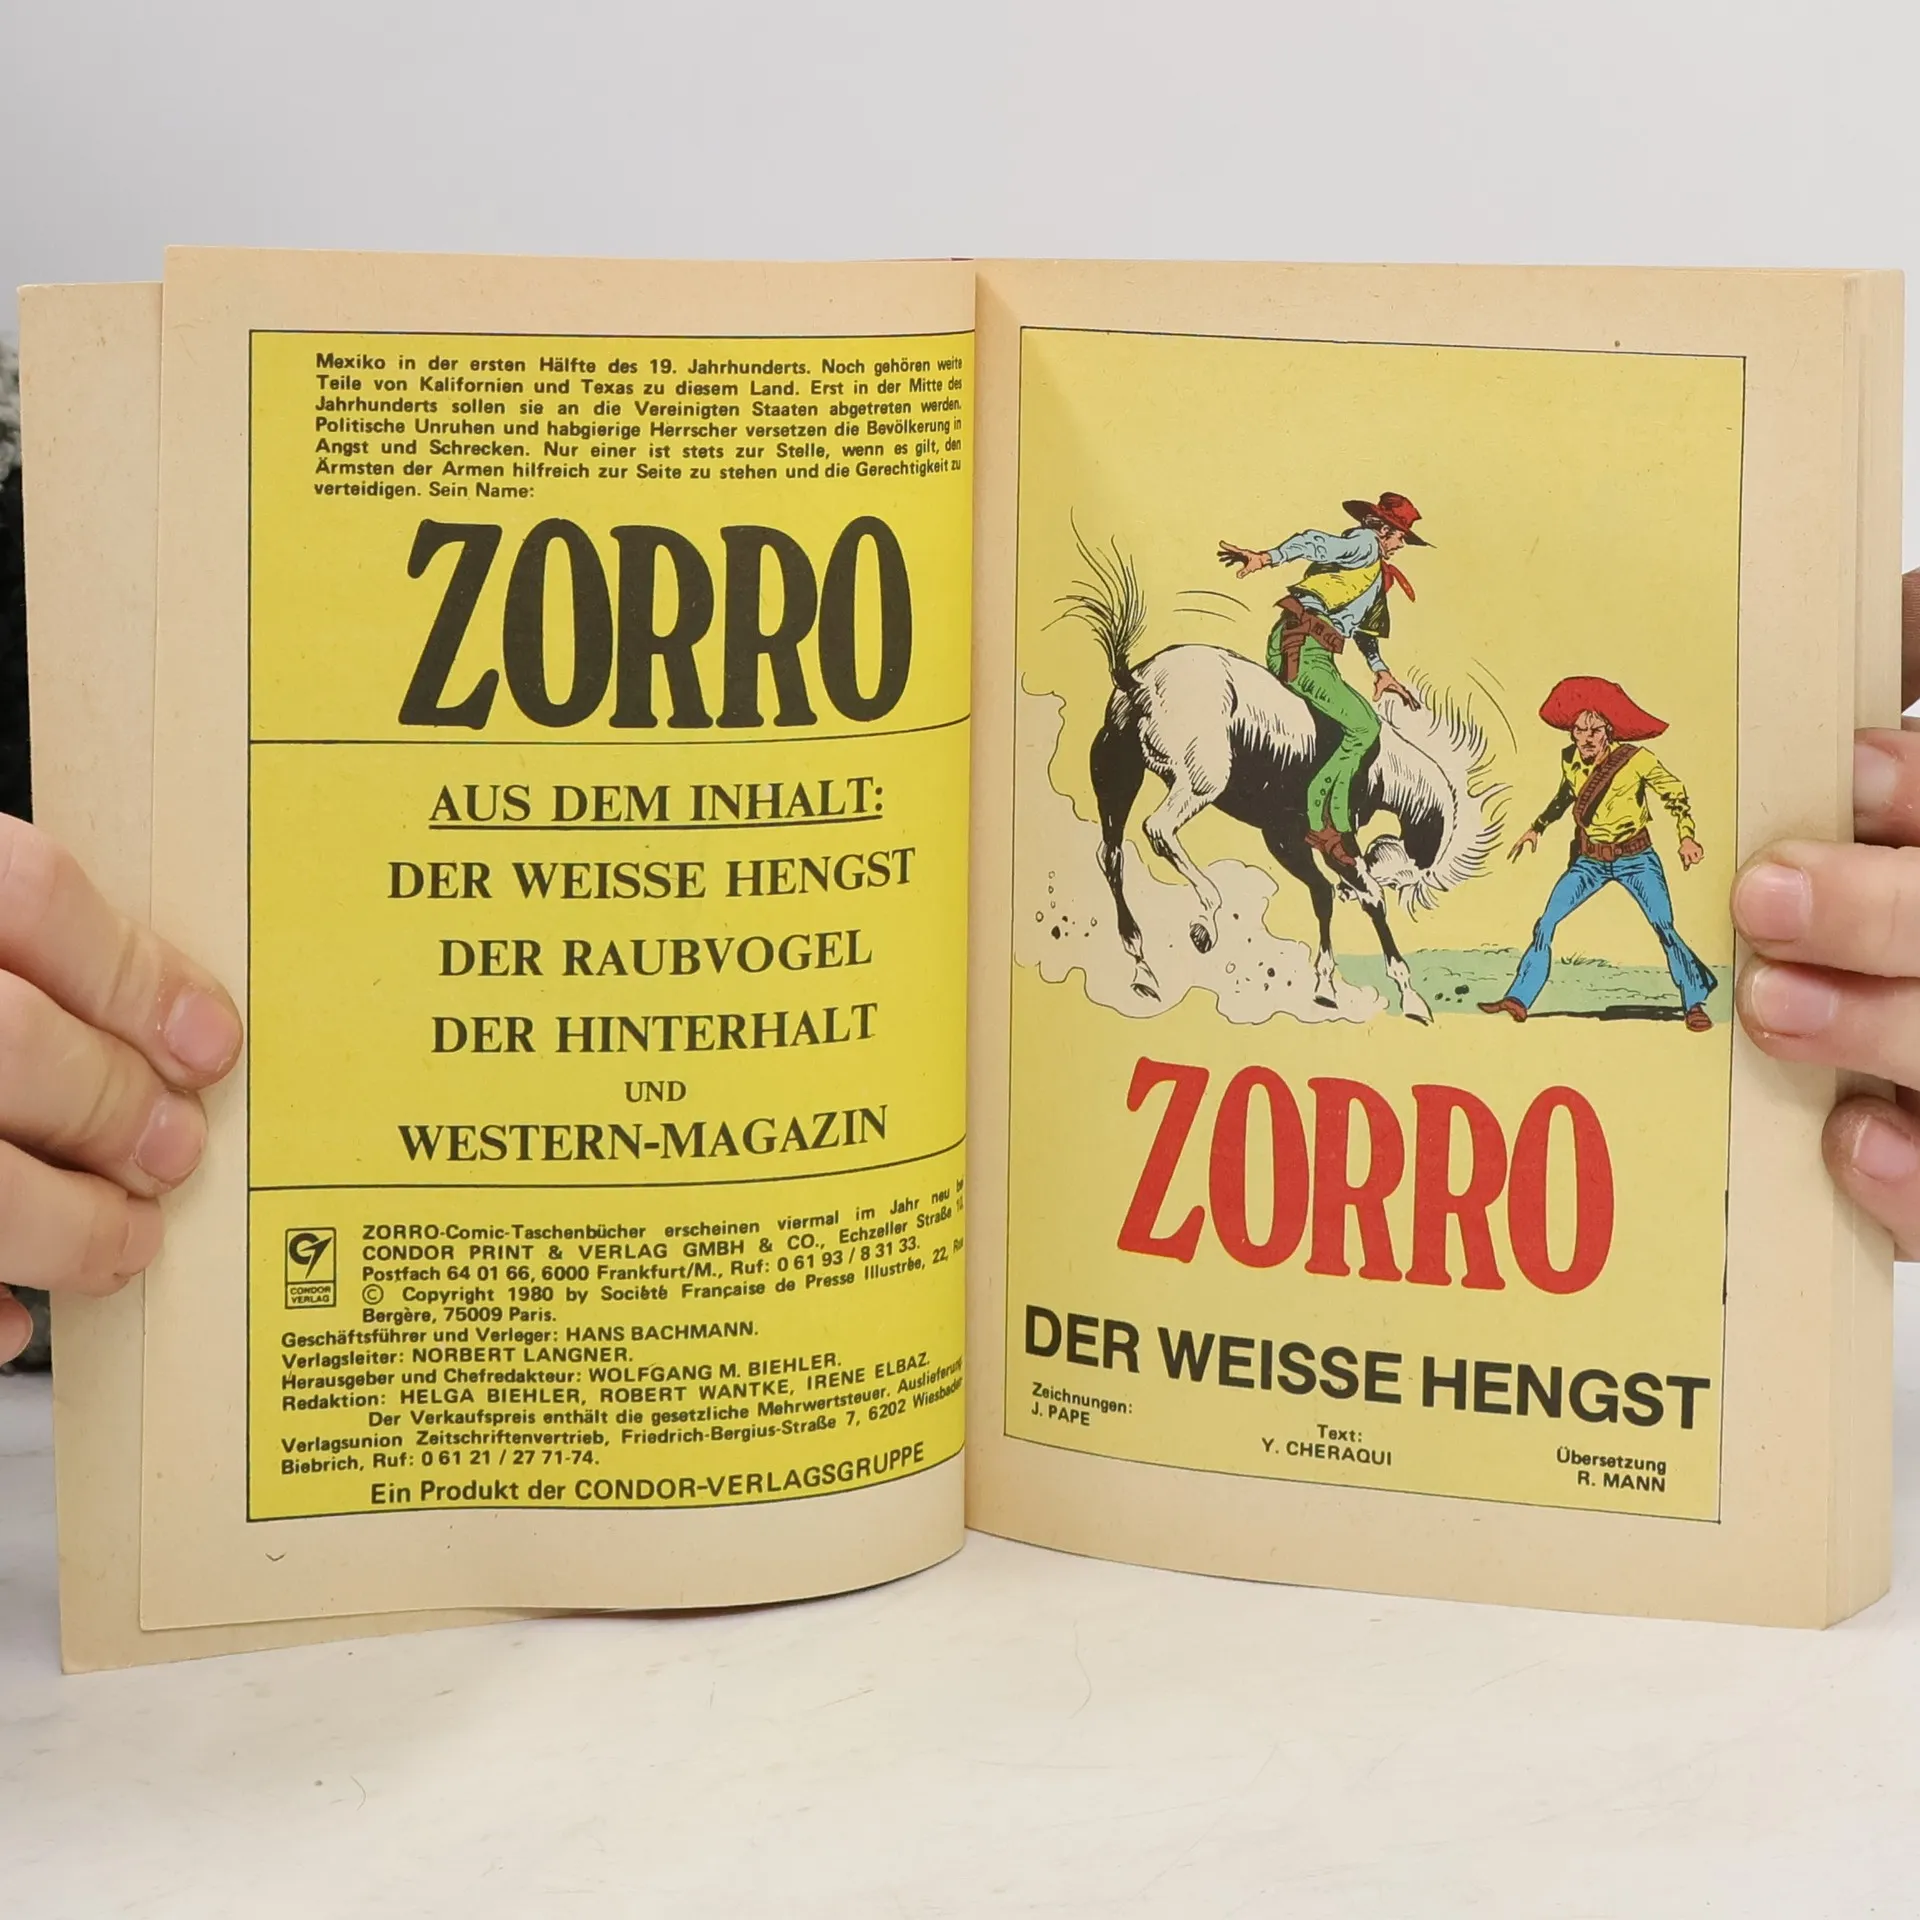 Mexiko in der ersten Hälfte des 19. Jahrhunderts. Noch gehören weite
Teile von Kalifornien und Texas zu diesem Land. Erst in der Mitte des
Jahrhunderts sollen sie an die Vereinigten Staaten abgetreten werden.
Politische Unruhen und habgierige Herrscher versetzen die Bevölkerung in
Angst und Schrecken. Nur einer ist stets zur Stelle, wenn es gilt, den
Ärmsten der Armen hilfreich zur Seite zu stehen und die Gerechtigkeit zu
verteidigen. Sein Name:
ZORRO
AUS DEM INHALT:
DER WEISSE HENGST
DER RAUBVOGEL
DER HINTERHALT
UND
WESTERN-MAGAZIN
CONDOR
VERLAG
ZORRO-Comic-Taschenbücher erscheinen viermal im Jahr neu
CONDOR PRINT & VERLAG GMBH & CO., Echzeller Straße
Postfach 64 01 66, 6000 Frankfurt/M., Ruf: 0 61 93 / 8 31 33.
© Copyright 1980 by Société Française de Presse Illustrèe, 22,
Bergère, 75009 Paris.
Geschäftsführer und Verleger: HANS BACHMANN.
Verlagsleiter: NORBERT LANGNER.
Herausgeber und Chefredakteur: WOLFGANG M. BIEHLER.
Redaktion: HELGA BIEHLER, ROBERT WANTKE, IRENE ELBAZ.
Der Verkaufspreis enthält die gesetzliche Mehrwertsteuer. Auslieferung
Verlagsunion Zeitschriftenvertrieb, Friedrich-Bergius-Straße 7, 6202 Wiesbaden
Biebrich, Ruf: 0 61 21 / 27 71-74.
Ein Produkt der CONDOR-VERLAGSGRUPPE
ZORRO
DER WEISSE HENGST
Zeichnungen:
J. PAPE
Text:
Y. CHERAQUI
Übersetzung
R. MANN